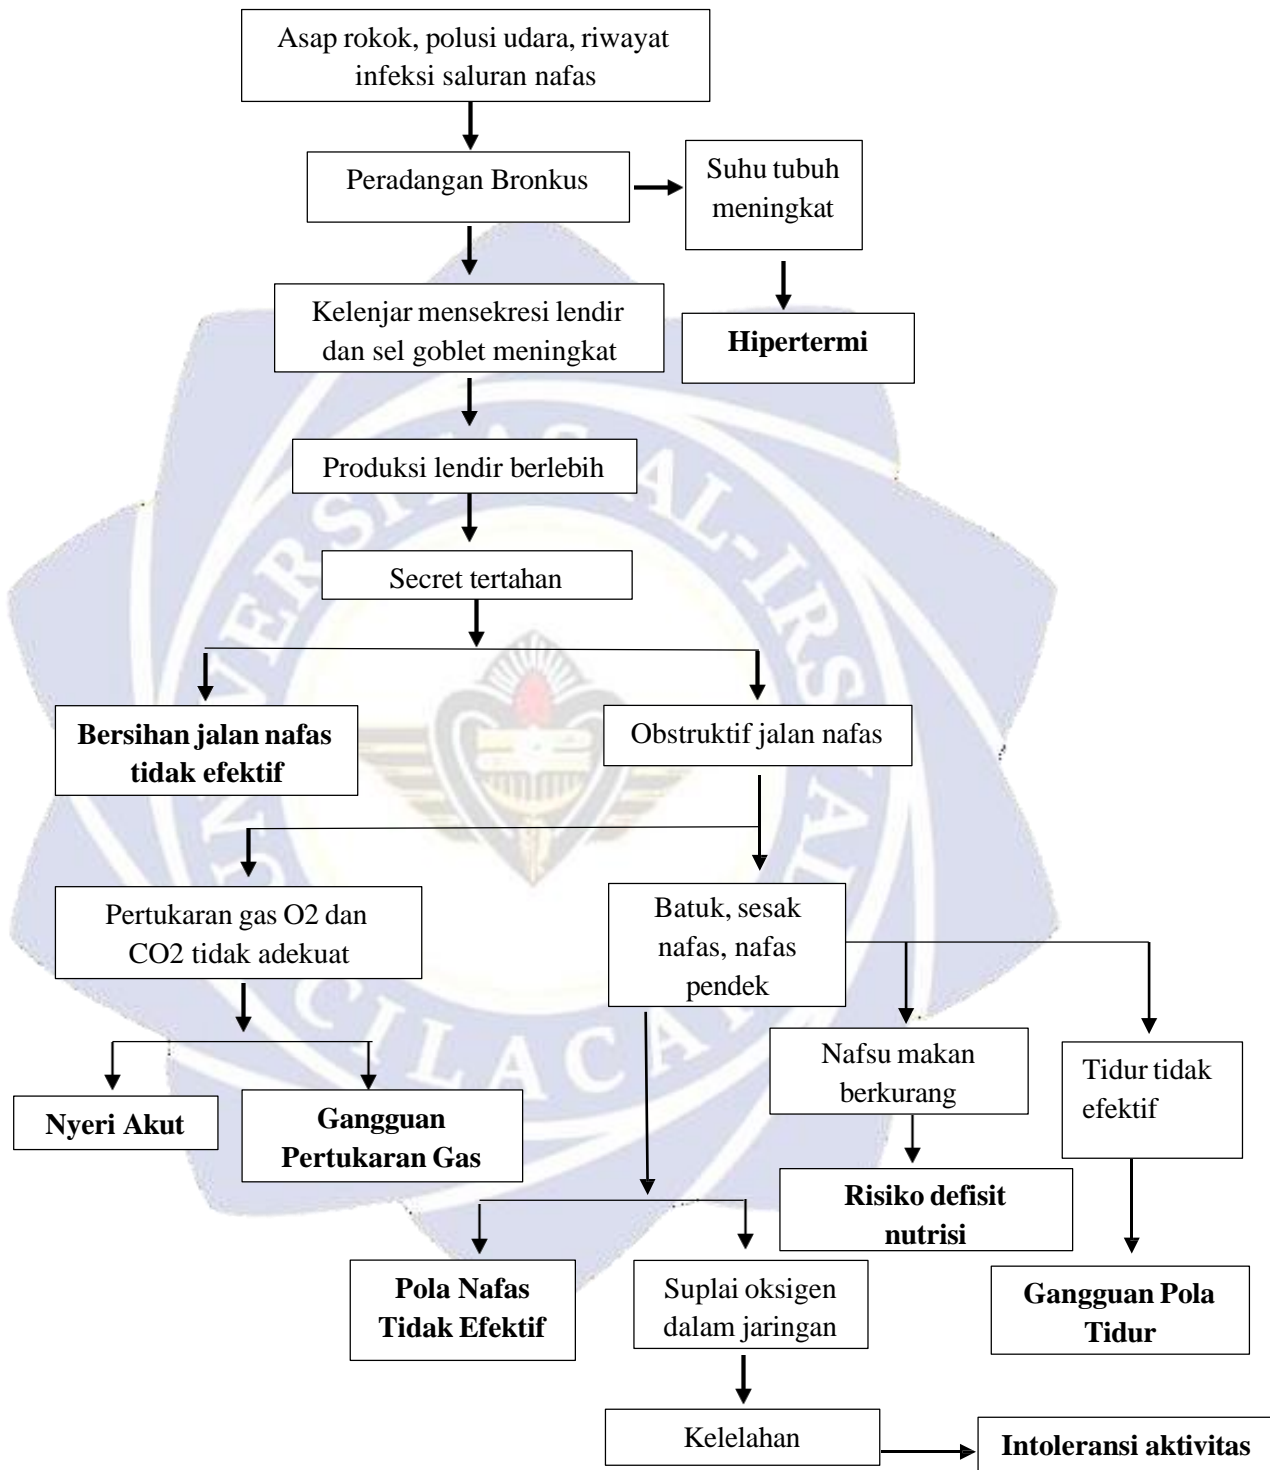 Asap rokok, polusi udara, riwayat
infeksi saluran nafas
Peradangan Bronkus
Suhu tubuh
meningkat
Kelenjar mensekresi lendir
dan sel goblet meningkat
Hipertermi
Produksi lendir berlebih
Secret tertahan
Bersihan jalan nafas
tidak efektif
Obstruktif jalan nafas
Pertukaran gas O2 dan
CO2 tidak adekuat
Batuk, sesak
nafas, nafas
pendek
Nafsu makan
berkurang
Tidur tidak
efektif
Nyeri Akut
Gangguan
Pertukaran Gas
Risiko defisit
nutrisi
Pola Nafas
Tidak Efektif
Suplai oksigen
dalam jaringan
Gangguan Pola
Tidur
Kelelahan
Intoleransi aktivitas